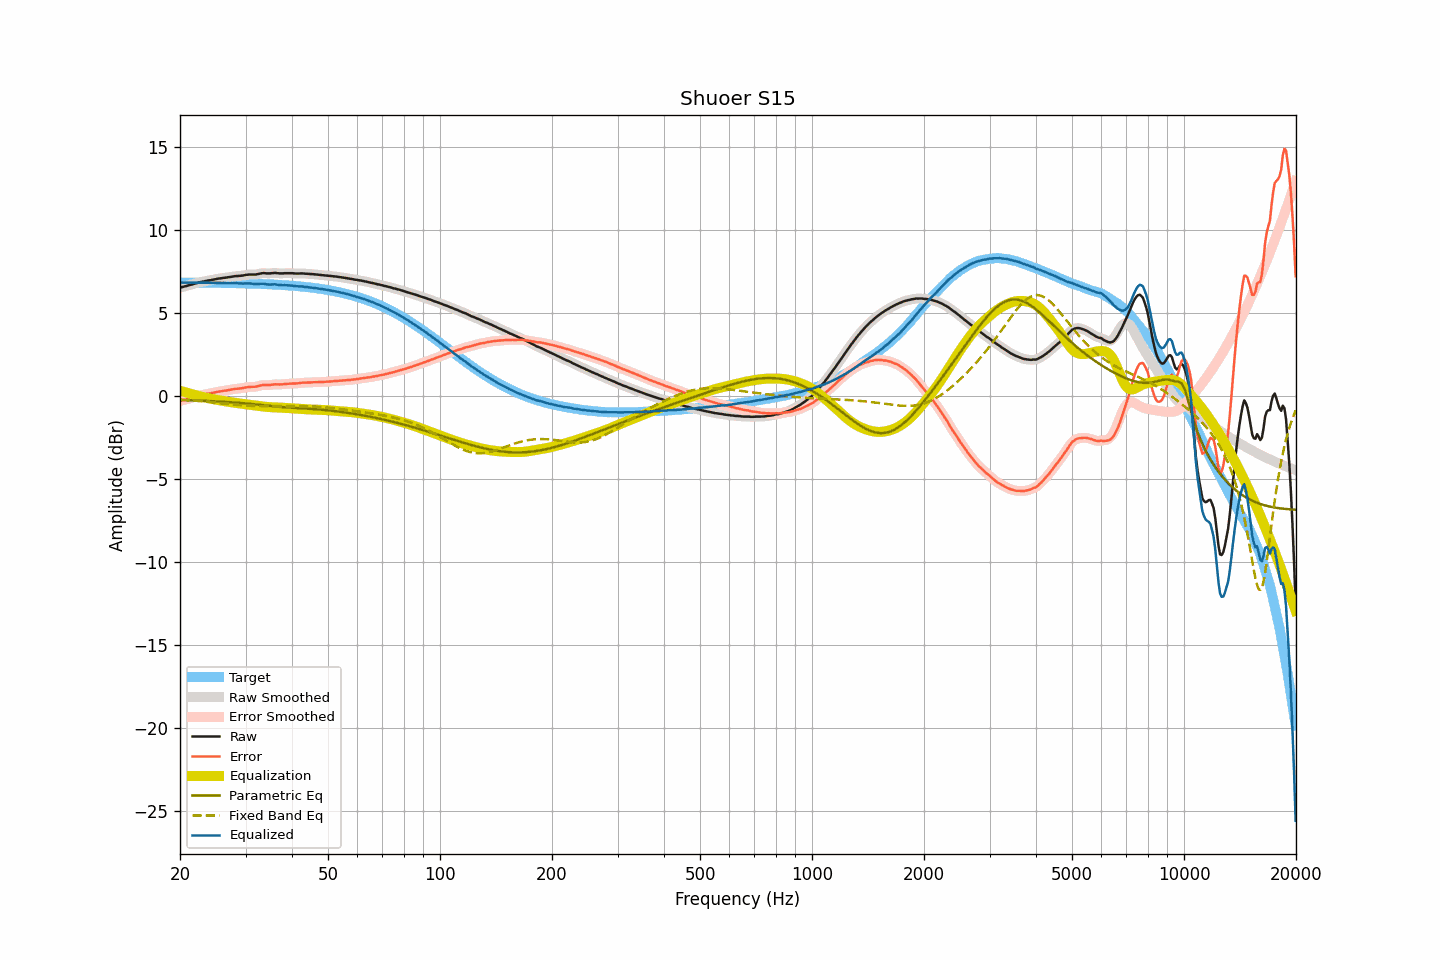 Shuoer S15
15
10
5
0
−5
−10
−15
−20
−25
Amplitude (dBr)
Target
Raw Smoothed
Error Smoothed
Raw
Error
Equalization
Parametric Eq
Fixed Band Eq
Equalized
20 50 100 200 500 1000 2000 5000 10000 20000
Frequency (Hz)